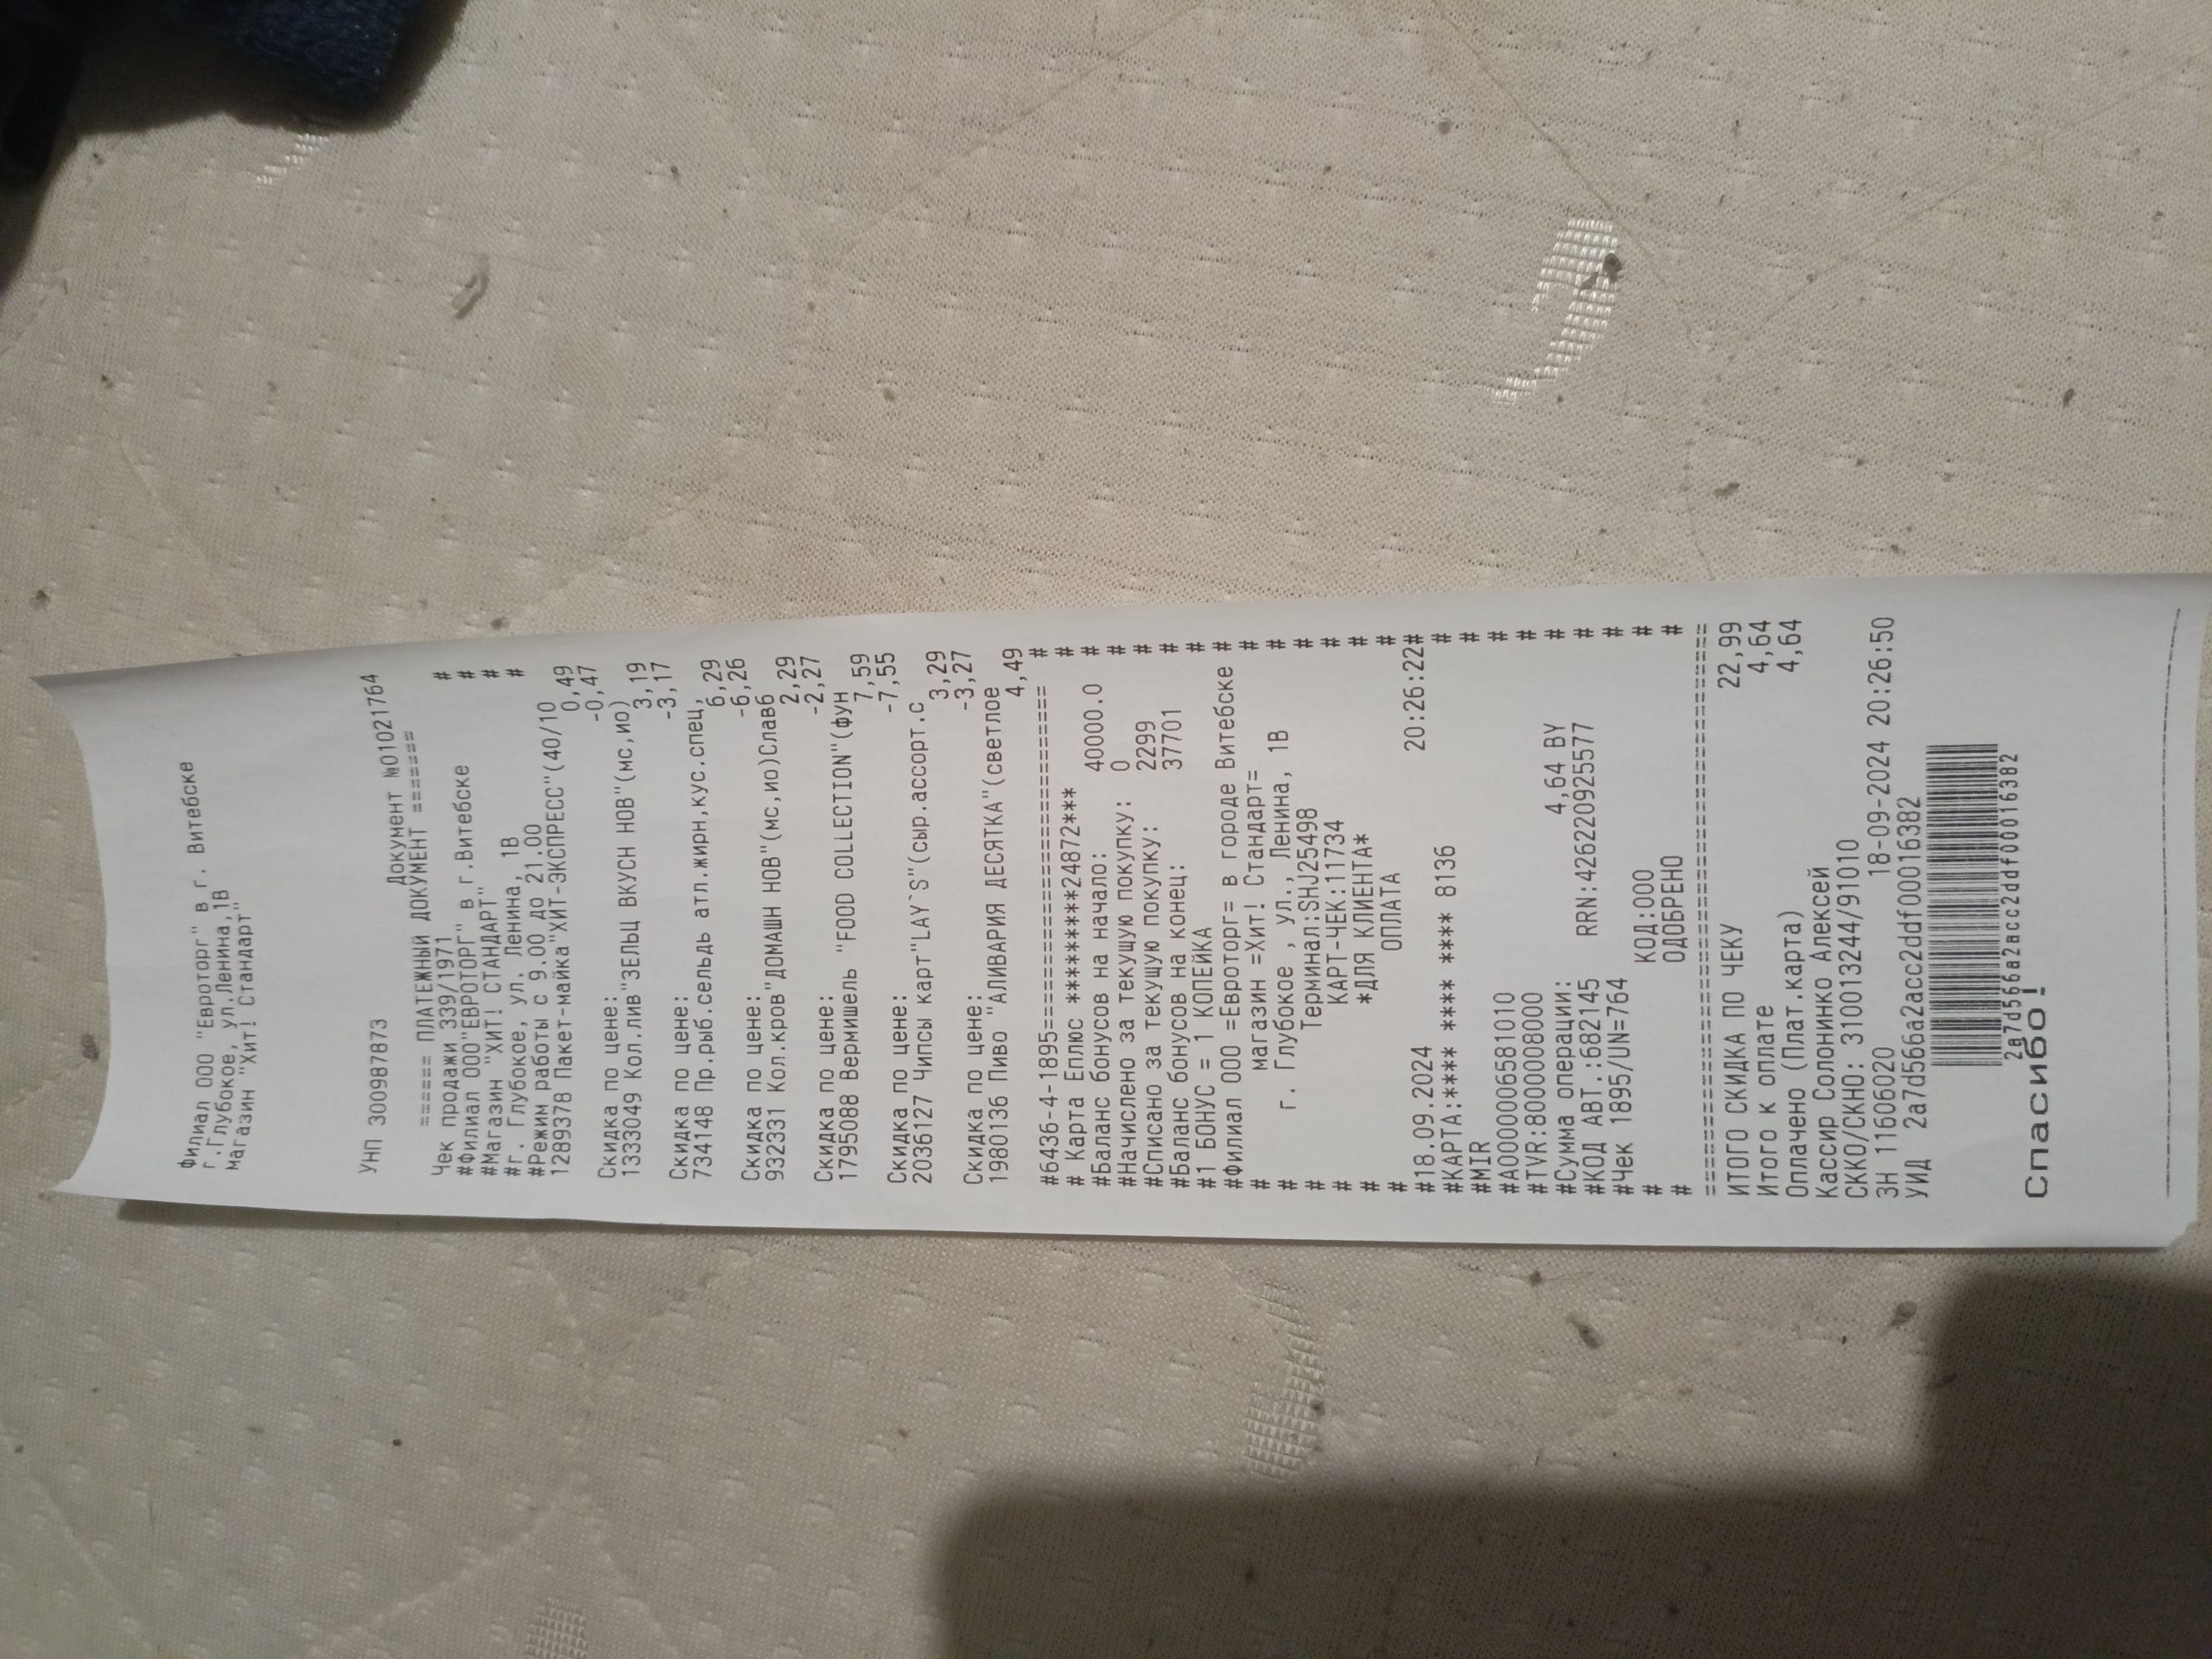 Филиал ООО "Евроторг" в г. Витебске
г.Глубокое, ул.Ленина,1В
магазин "Хит! Стандарт"
УНП 300987873
Документ №01021764
====== ПЛАТЕЖНЫЙ ДОКУМЕНТ ======
Чек продажи 339/1971 #
#Филиал ООО"ЕВРОТОРГ" в г.Витебске #
#Магазин "ХИТ! СТАНДАРТ" #
#г. Глубокое, ул. Ленина, 1В #
#Режим работы с 9.00 до 21.00
1289378 Пакет-майка"ХИТ-ЭКСПРЕСС"(40/10
0,49
Скидка по цене: -0,47
1333049 Кол.лив"ЗЕЛЬЦ ВКУСН НОВ"(мс,ио)
3,19
Скидка по цене: -3,17
734148 Пр.рыб.сельдь атл.жирн,кус.спец,
6,29
Скидка по цене: -6,26
932331 Кол.кров"ДОМАШН НОВ"(мс,ио)Слав6
2,29
Скидка по цене: -2,27
1795088 Вермишель "FOOD COLLECTION"(фун
7,59
Скидка по цене: -7,55
2036127 Чипсы карт"LAY`S"(сыр.ассорт.с
3,29
Скидка по цене: -3,27
1980136 Пиво "АЛИВАРИЯ ДЕСЯТКА"(светлое
4,49
#6436-4-1895============================ #
# Карта Еплюс *********24872*** #
#Баланс бонусов на начало: 40000.0 #
#Начислено за текущую покупку: 0 #
#Списано за текущую покупку: 2299 #
#Баланс бонусов на конец: 37701 #
#1 БОНУС = 1 КОПЕЙКА #
#Филиал ООО =Евроторг= в городе Витебске #
# магазин =Хит! Стандарт= #
# г. Глубокое , ул., Ленина, 1В #
# Терминал:SHJ25498 #
# КАРТ-ЧЕК:11734 #
# *ДЛЯ КЛИЕНТА* #
# ОПЛАТА #
#18.09.2024 20:26:22#
#КАРТА:**** **** **** 8136 #
#MIR #
#A0000006581010 #
#TVR:8000008000 #
#Сумма операции: 4,64 BY #
#КОД АВТ.:682145 RRN:426220925577 #
#Чек 1895/UN=764 #
# КОД:000 #
# ОДОБРЕНО #
========================================
ИТОГО СКИДКА ПО ЧЕКУ 22,99
Итого к оплате 4,64
Оплачено (Плат.карта) 4,64
Кассир Солонинко Алексей
СККО/СКНО: 310013244/91010
ЗН 11606020 18-09-2024 20:26:50
УИД 2a7d566a2acc2ddf00016382
2a7d566a2acc2ddf00016382
Спасибо!